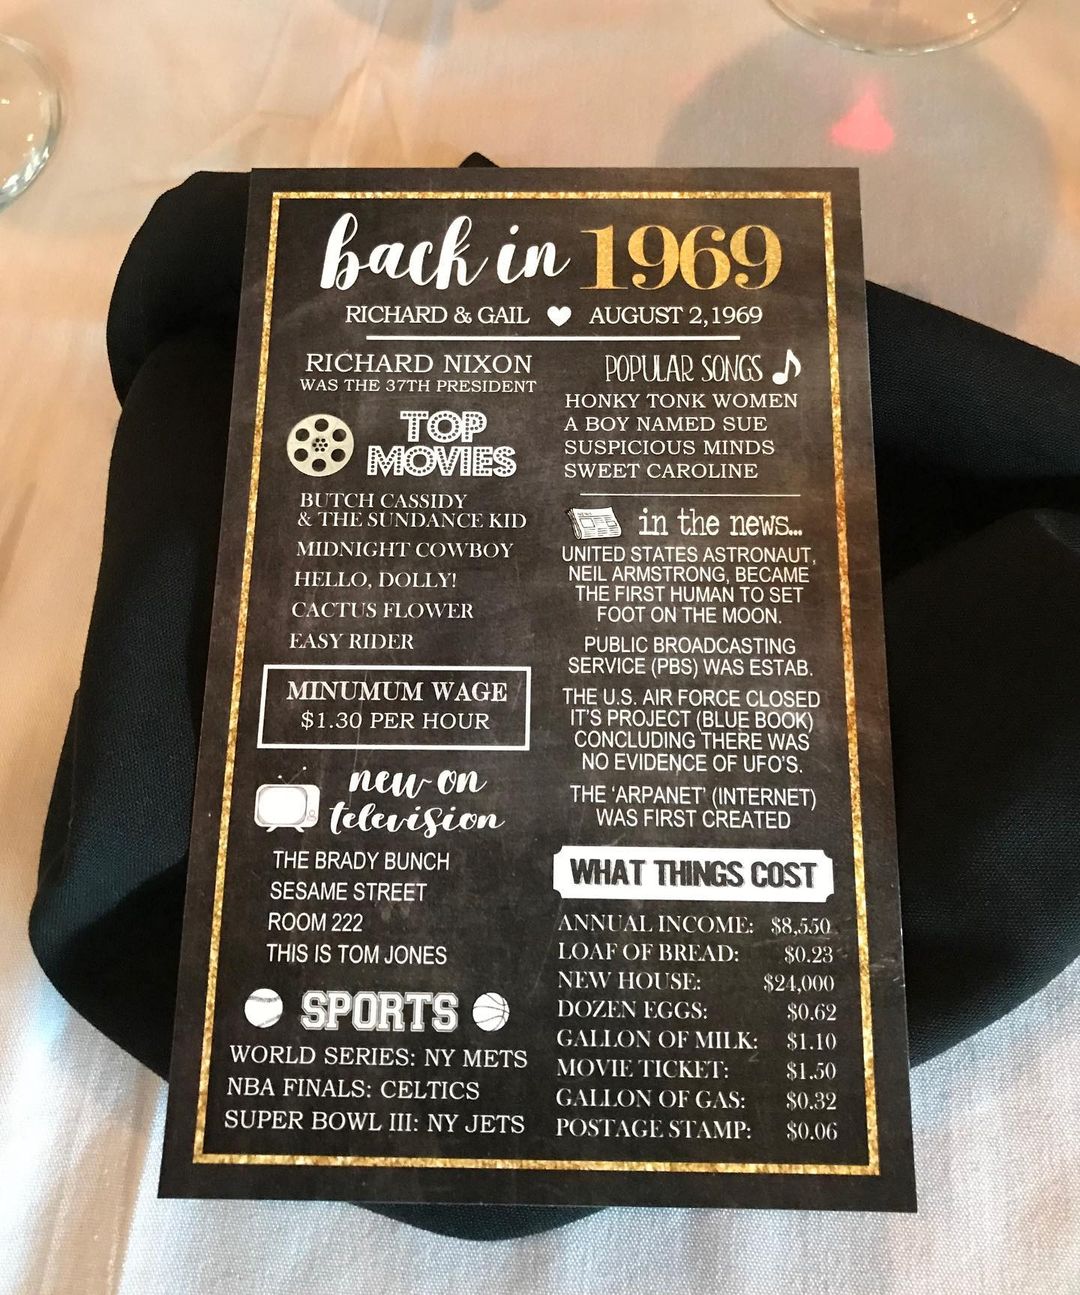 back in 1969
RICHARD & GAIL AUGUST 2,1969
RICHARD NIXON
WAS THE 37TH PRESIDENT
TOP
MOVIES
BUTCH CASSIDY
& THE SUNDANCE KID
MIDNIGHT COWBOY
HELLO, DOLLY!
CACTUS FLOWER
EASY RIDER
MINUMUM WAGE
$1.30 PER HOUR
new on
television
THE BRADY BUNCH
SESAME STREET
ROOM 222
THIS IS TOM JONES
SPORTS
WORLD SERIES: NY METS
NBA FINALS: CELTICS
SUPER BOWL III: NY JETS
POPULAR SONGS
HONKY TONK WOMEN
A BOY NAMED SUE
SUSPICIOUS MINDS
SWEET CAROLINE
NEWS
in the news...
UNITED STATES ASTRONAUT,
NEIL ARMSTRONG, BECAME
THE FIRST HUMAN TO SET
FOOT ON THE MOON.
PUBLIC BROADCASTING
SERVICE (PBS) WAS ESTAB.
THE U.S. AIR FORCE CLOSED
IT'S PROJECT (BLUE BOOK)
CONCLUDING THERE WAS
NO EVIDENCE OF UFO'S.
THE 'ARPANET' (INTERNET)
WAS FIRST CREATED
WHAT THINGS COST
ANNUAL INCOME: $8,550
LOAF OF BREAD: $0.23
NEW HOUSE: $24,000
DOZEN EGGS: $0.62
GALLON OF MILK: $1.10
MOVIE TICKET: $1.50
GALLON OF GAS: $0.32
POSTAGE STAMP: $0.06